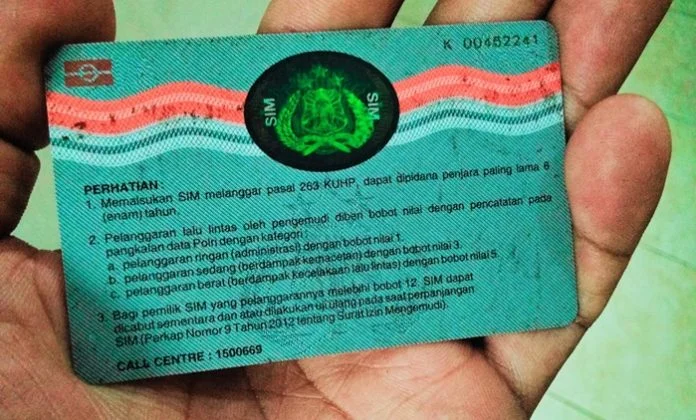 K 00452241
SIM SIM
PERHATIAN :
1. Memalsukan SIM melanggar pasal 263 KUHP, dapat dipidana penjara paling lama 6
(enam) tahun.
2. Pelanggaran lalu lintas oleh pengemudi diberi bobot nilai dengan pencatatan pada
pangkalan data Polri dengan kategori :
a. pelanggaran ringan (administrasi) dengan bobot nilai 1.
b. pelanggaran sedang (berdampak kemacetan) dengan bobot nilai 3.
c. pelanggaran berat (berdampak kecelakaan lalu lintas) dengan bobot nilai 5.
3. Bagi pemilik SIM yang pelanggarannya melebihi bobot 12, SIM dapat
dicabut sementara dan atau dilakukan uji ulang pada saat perpanjangan
SIM (Perkap Nomor 9 Tahun 2012 tentang Surat Izin Mengemudi).
CALL CENTRE : 1500669